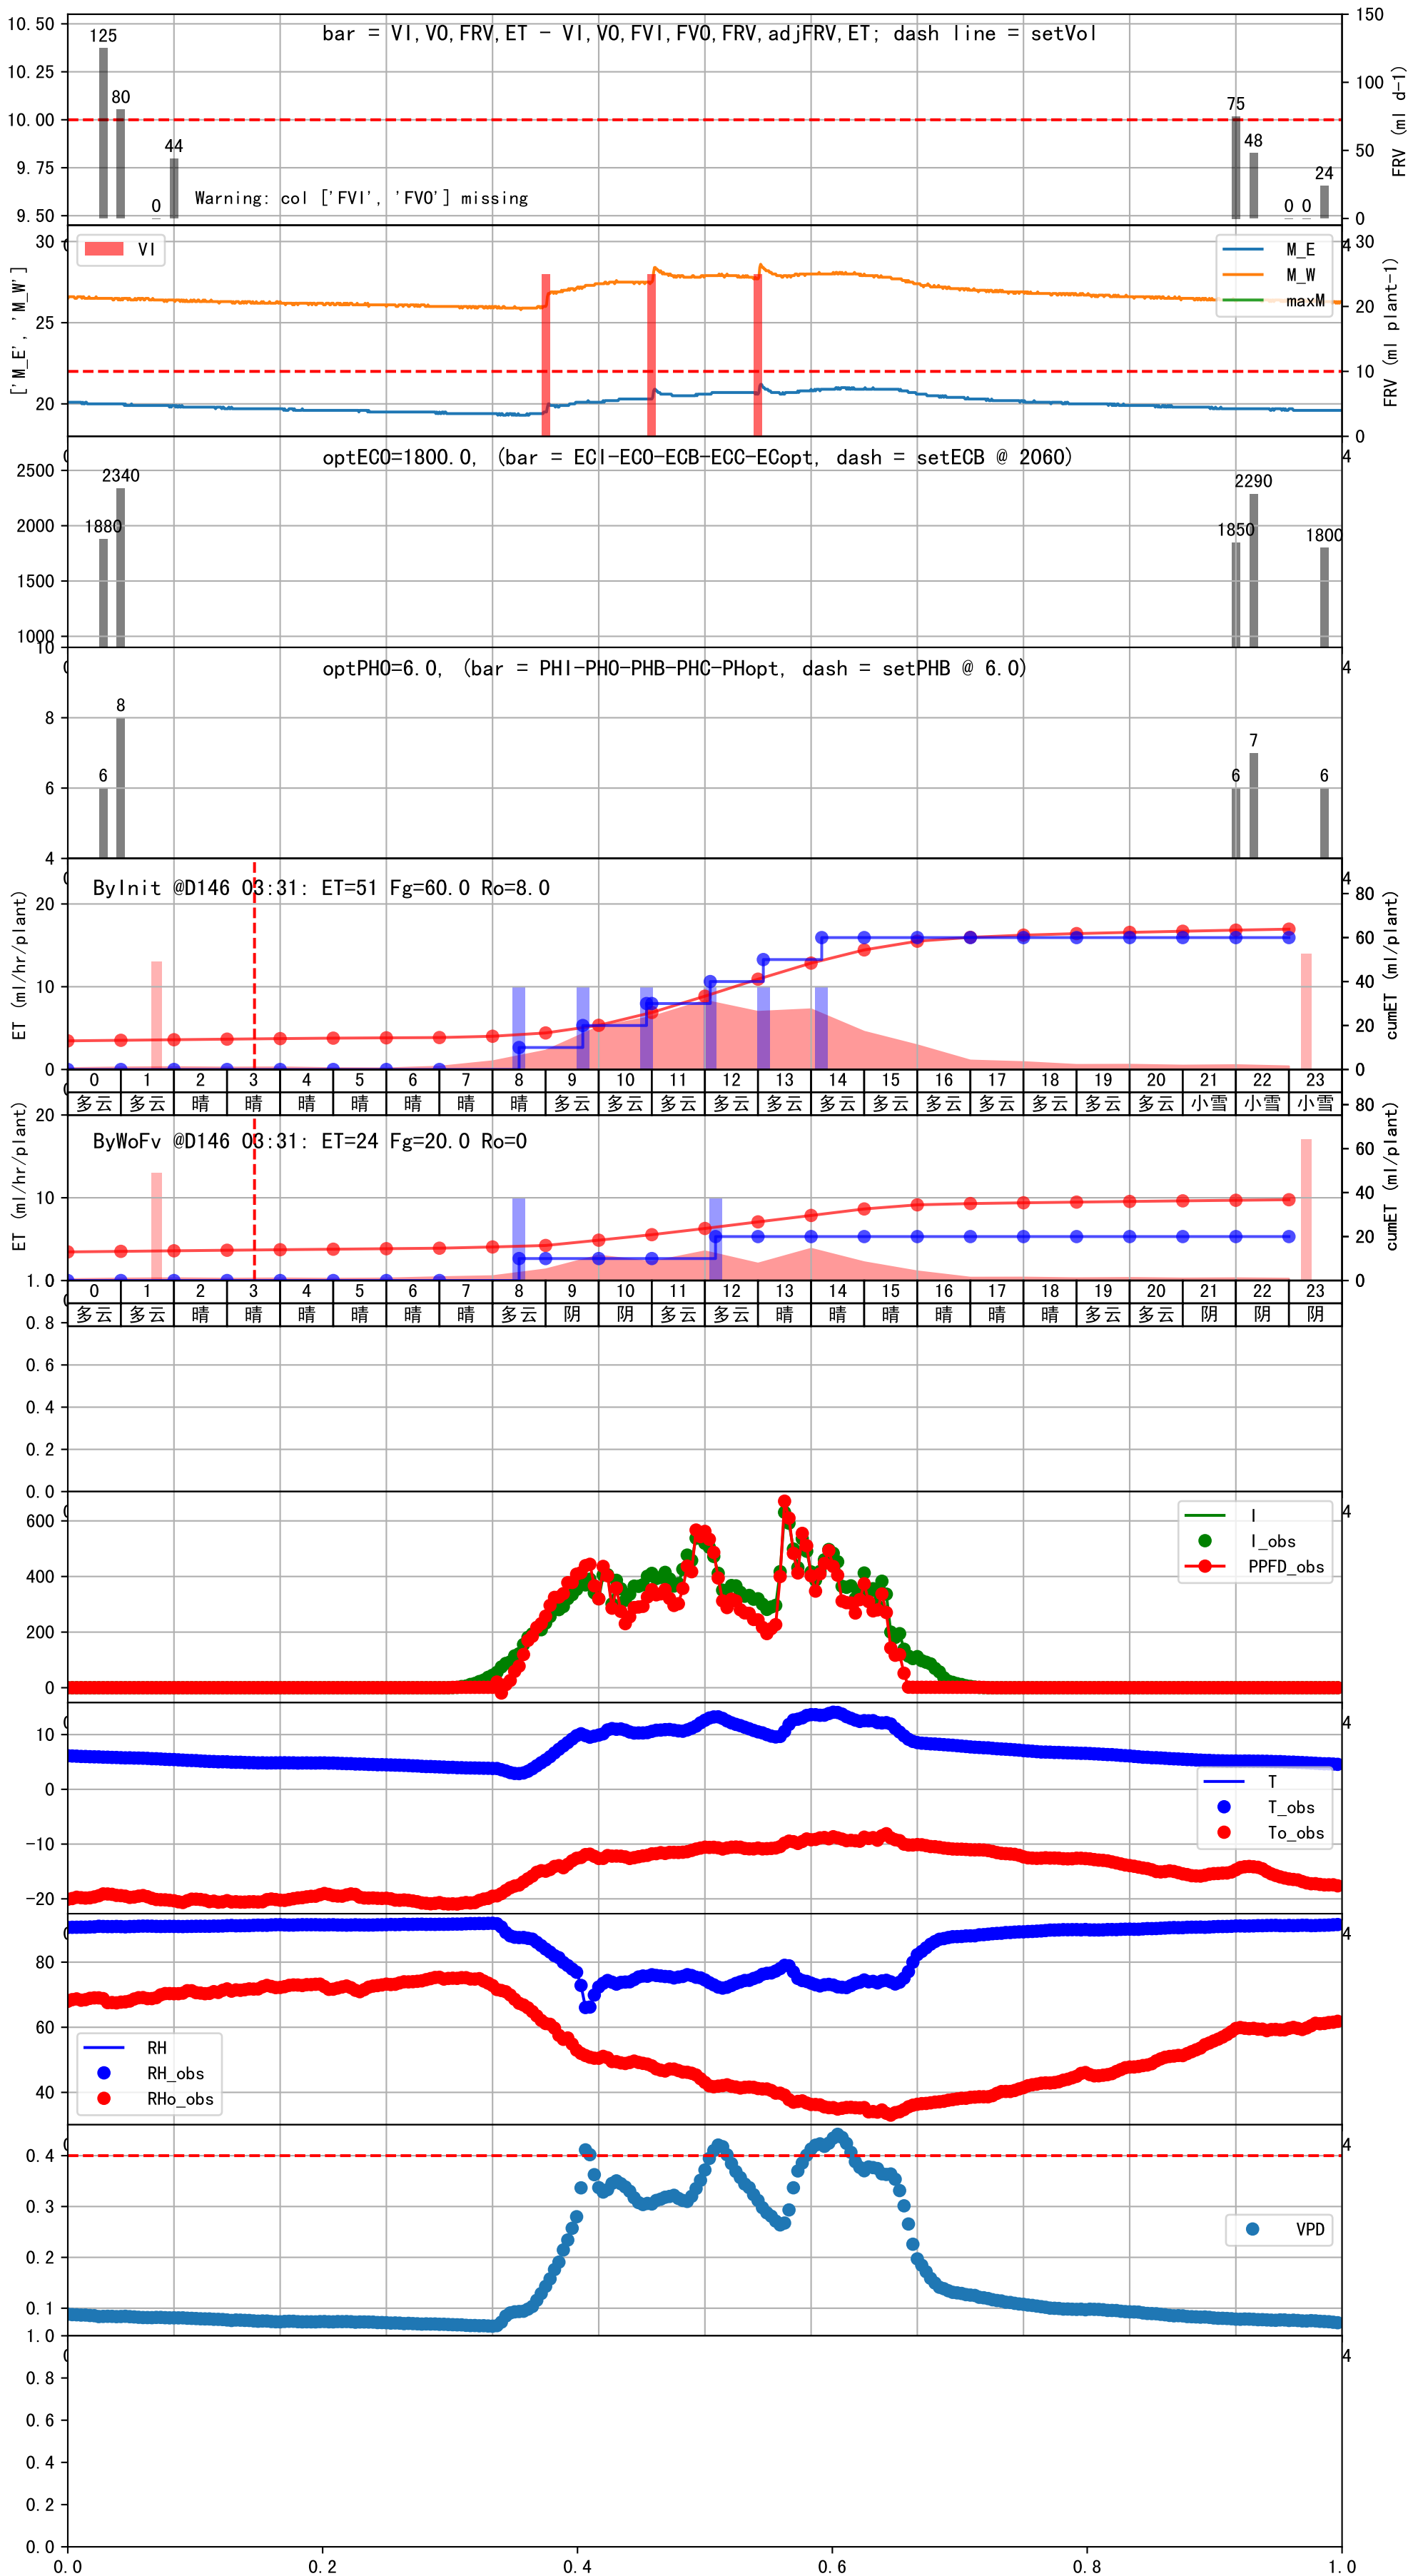 bar = VI,VO,FRV,ET - VI,VO,FVI,FVO,FRV,adjFRV,ET; dash line = setVol
10.50
10.25
10.00
9.75
9.50
125
80
0
44
Warning: col ['FVI', 'FVO'] missing
75
48
0
0
24
150
100
50
0
FRV (ml d-1)
['M_E', 'M_W']
30
25
20
VI
M_E
M_W
maxM
30
20
10
0
FRV (ml plant-1)
4
optECO=1800.0, (bar = ECI-ECO-ECB-ECC-ECopt, dash = setECB @ 2060)
2500
2000
1500
1000
1880
2340
1850
2290
1800
4
optPHO=6.0, (bar = PHI-PHO-PHB-PHC-PHopt, dash = setPHB @ 6.0)
10
8
6
4
6
8
6
7
6
4
ByInit @D146 03:31: ET=51 Fg=60.0 Ro=8.0
ET (ml/hr/plant)
20
10
0
4
80
60
40
20
0
cumET (ml/plant)
0 1 2 3 4 5 6 7 8 9 10 11 12 13 14 15 16 17 18 19 20 21 22 23
多云 多云 晴 晴 晴 晴 晴 晴 晴 多云 多云 多云 多云 多云 多云 多云 多云 多云 多云 多云 多云 小雪 小雪 小雪
ByWoFv @D146 03:31: ET=24 Fg=20.0 Ro=0
ET (ml/hr/plant)
20
10
80
60
40
20
0
cumET (ml/plant)
0 1 2 3 4 5 6 7 8 9 10 11 12 13 14 15 16 17 18 19 20 21 22 23
多云 多云 晴 晴 晴 晴 晴 晴 多云 阴 阴 多云 多云 晴 晴 晴 晴 晴 晴 多云 多云 阴 阴 阴
1.0
0.8
0.6
0.4
0.2
0.0
600
400
200
0
I
I_obs
PPFD_obs
4
10
0
-10
-20
T
T_obs
To_obs
4
80
60
40
RH
RH_obs
RHo_obs
4
0.4
0.3
0.2
0.1
VPD
4
1.0
0.8
0.6
0.4
0.2
0.0
4
0.0 0.2 0.4 0.6 0.8 1.0